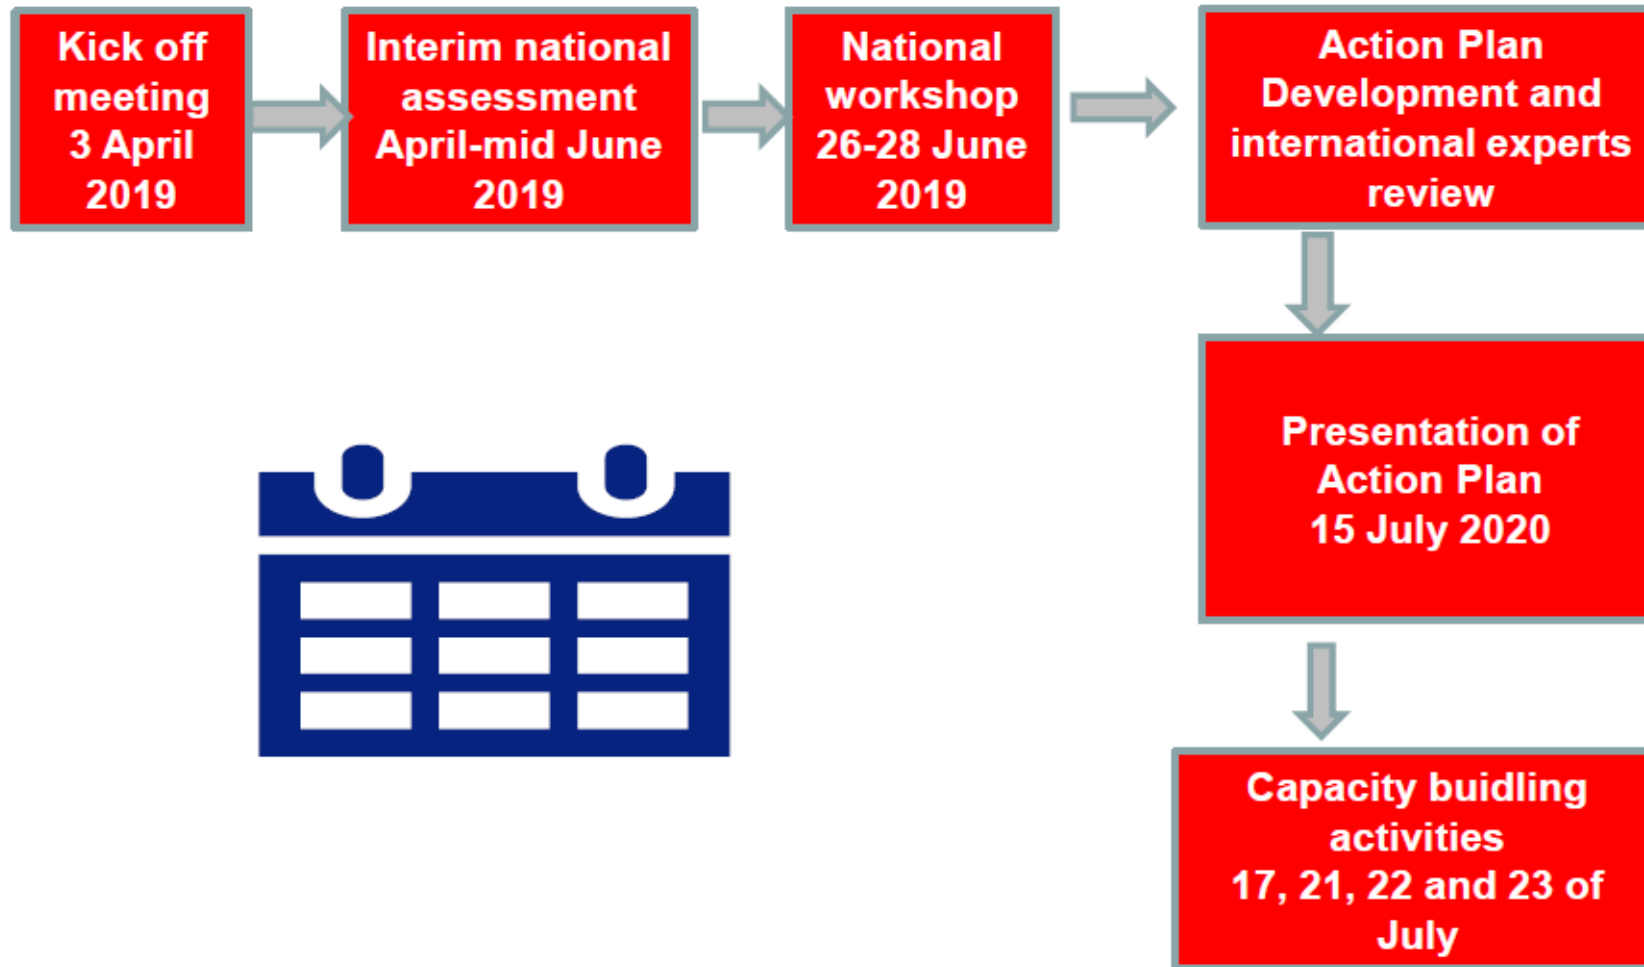 Kick off
meeting
3 April
2019
Interim national
assessment
April-mid June
2019
National
workshop
26-28 June
2019
Action Plan
Development and
international experts
review
Presentation of
Action Plan
15 July 2020
Capacity buidling
activities
17, 21, 22 and 23 of
July